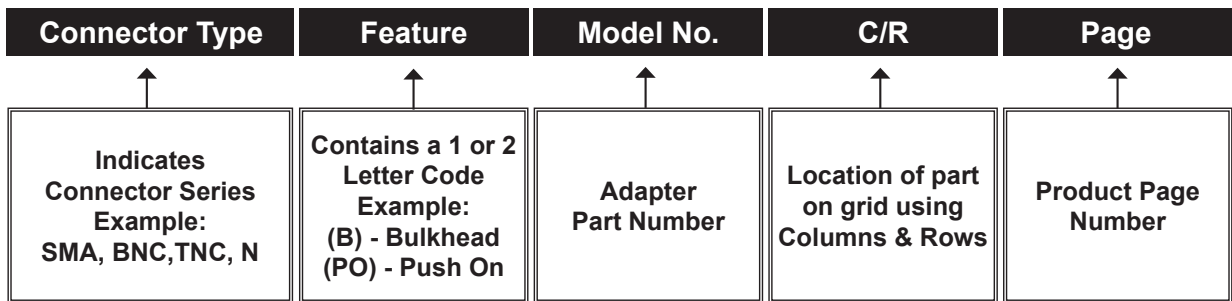 Connector Type
Feature
Model No.
C/R
Page
Indicates
Connector Series
Example:
SMA, BNC,TNC, N
Contains a 1 or 2
Letter Code
Example:
(B) - Bulkhead
(PO) - Push On
Adapter
Part Number
Location of part
on grid using
Columns & Rows
Product Page
Number